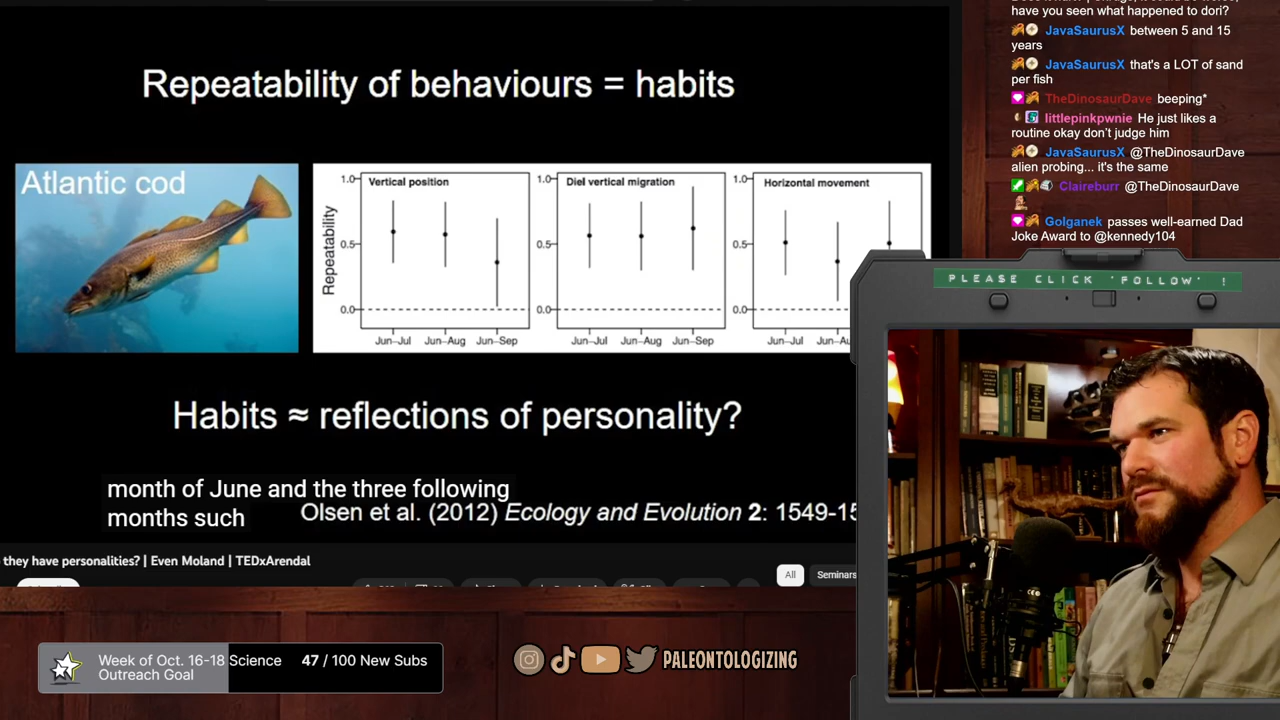 Repeatability of behaviours = habits
Atlantic cod
Repeatability
1.0
0.5
0.0
Vertical position
Jun–Jul Jun–Aug Jun–Sep
1.0
0.5
0.0
Diel vertical migration
Jun–Jul Jun–Aug Jun–Sep
1.0
0.5
0.0
Horizontal movement
Jun–Jul
Habits ≈ reflections of personality?
month of June and the three following
months such
Olsen et al. (2012) Ecology and Evolution 2: 1549-15
they have personalities? | Even Moland | TEDxArendal
All
Seminars
have you seen what happened to dori?
JavaSaurusX between 5 and 15
years
JavaSaurusX that's a LOT of sand
per fish
TheDinosaurDave beeping*
littlepinkpwnie He just likes a
routine okay don't judge him
JavaSaurusX @TheDinosaurDave
alien probing... it's the same
Claireburr @TheDinosaurDave
Golganek passes well-earned Dad
Joke Award to @kennedy104
PLEASE CLICK 'FOLLOW' !
Week of Oct. 16-18 Science
Outreach Goal
47 / 100 New Subs
PALEONTOLOGIZING